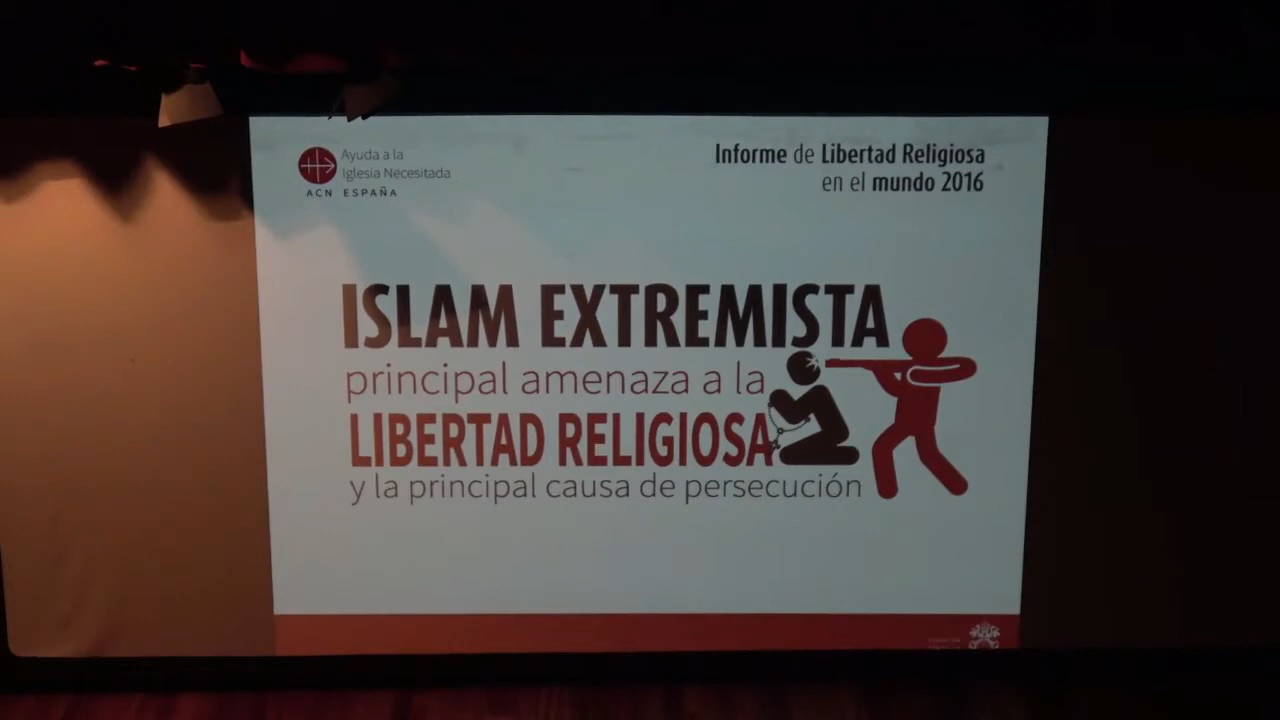 Ayuda a la
Iglesia Necesitada
ACN ESPAÑA
Informe de Libertad Religiosa
en el mundo 2016
ISLAM EXTREMISTA
principal amenaza a la
LIBERTAD RELIGIOSA
y la principal causa de persecución